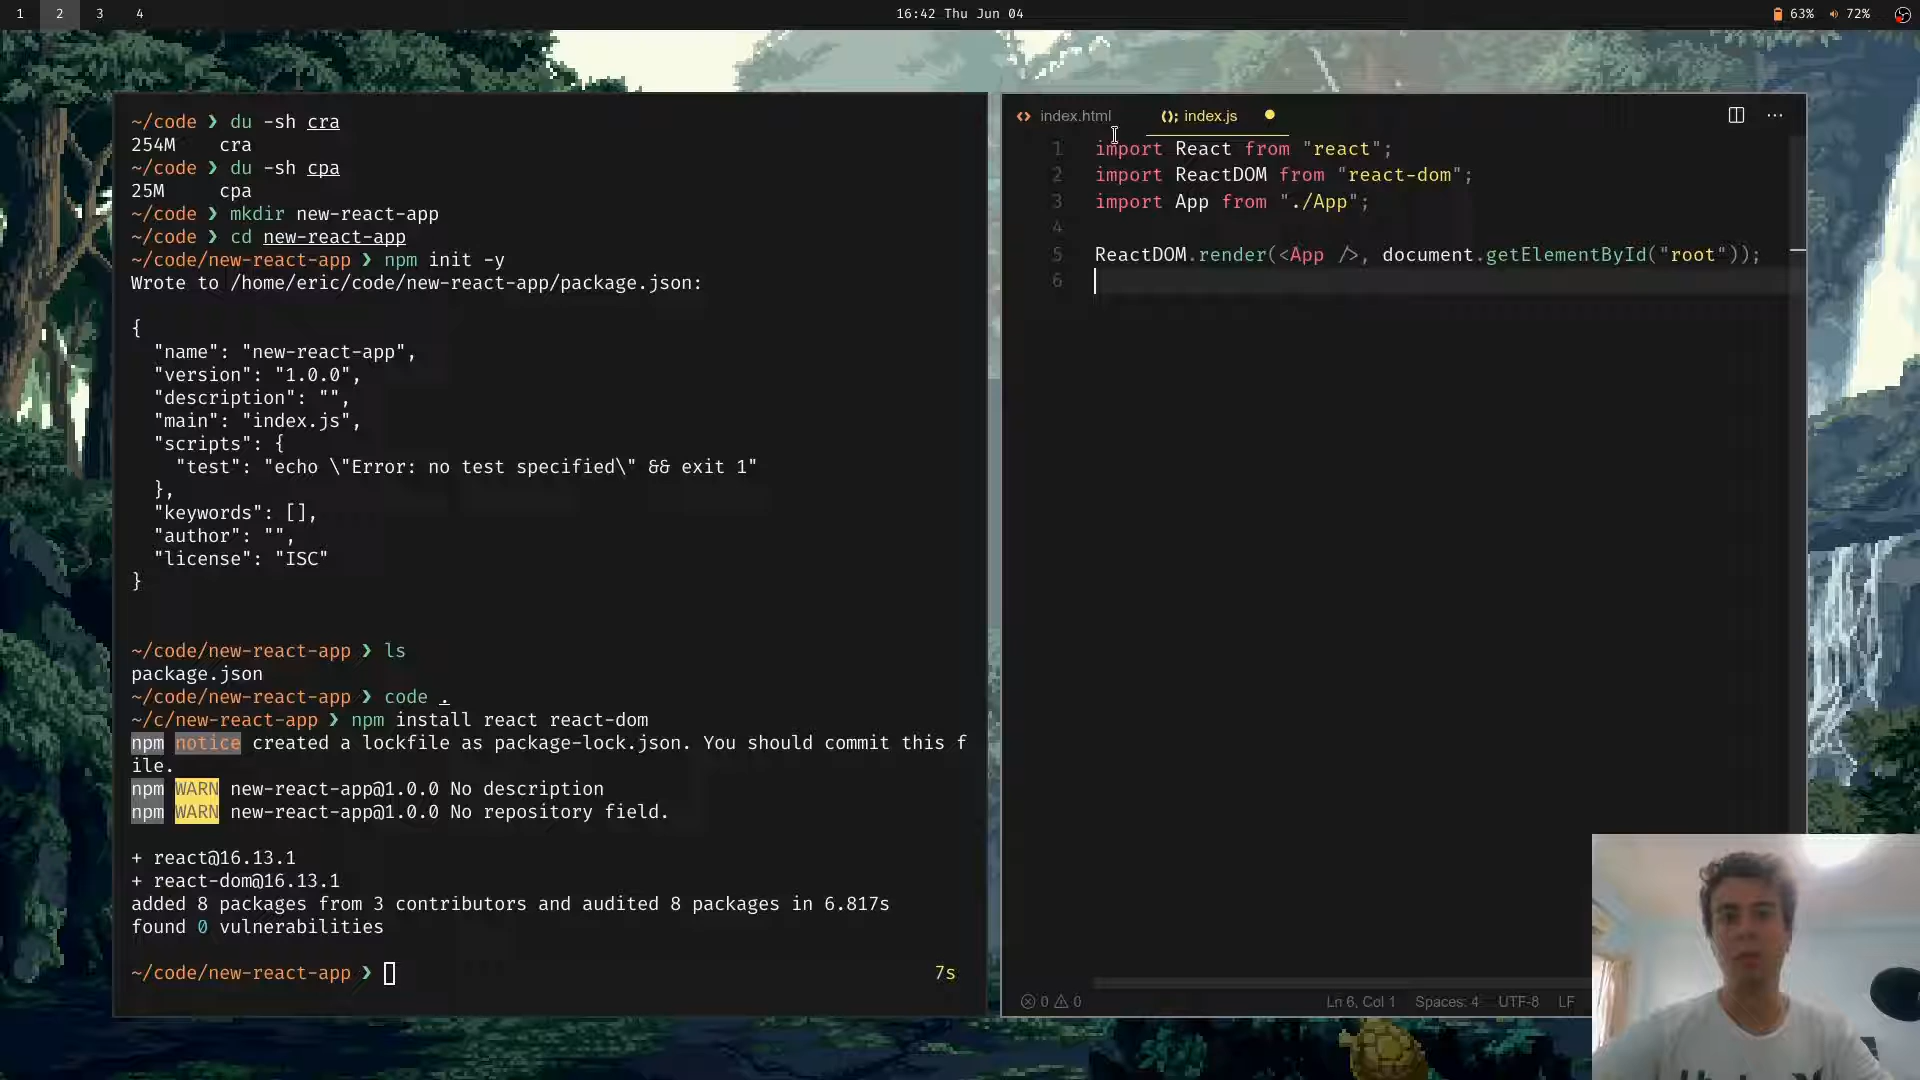 1 2 3 4 16:42 Thu Jun 04 63% 72%
~/code ❯ du -sh cra
254M cra
~/code ❯ du -sh cpa
25M cpa
~/code ❯ mkdir new-react-app
~/code ❯ cd new-react-app
~/code/new-react-app ❯ npm init -y
Wrote to /home/eric/code/new-react-app/package.json:
{
"name": "new-react-app",
"version": "1.0.0",
"description": "",
"main": "index.js",
"scripts": {
"test": "echo \"Error: no test specified\" && exit 1"
},
"keywords": [],
"author": "",
"license": "ISC"
}
~/code/new-react-app ❯ ls
package.json
~/code/new-react-app ❯ code .
~/c/new-react-app ❯ npm install react react-dom
npm notice created a lockfile as package-lock.json. You should commit this f
ile.
npm WARN new-react-app@1.0.0 No description
npm WARN new-react-app@1.0.0 No repository field.
+ react@16.13.1
+ react-dom@16.13.1
added 8 packages from 3 contributors and audited 8 packages in 6.817s
found 0 vulnerabilities
~/code/new-react-app ❯ 7s
<> index.html (); index.js ● ···
1 import React from "react";
2 import ReactDOM from "react-dom";
3 import App from "./App";
4
5 ReactDOM.render(<App />, document.getElementById("root"));
6
0 0 Ln 6, Col 1 Spaces: 4 UTF-8 LF